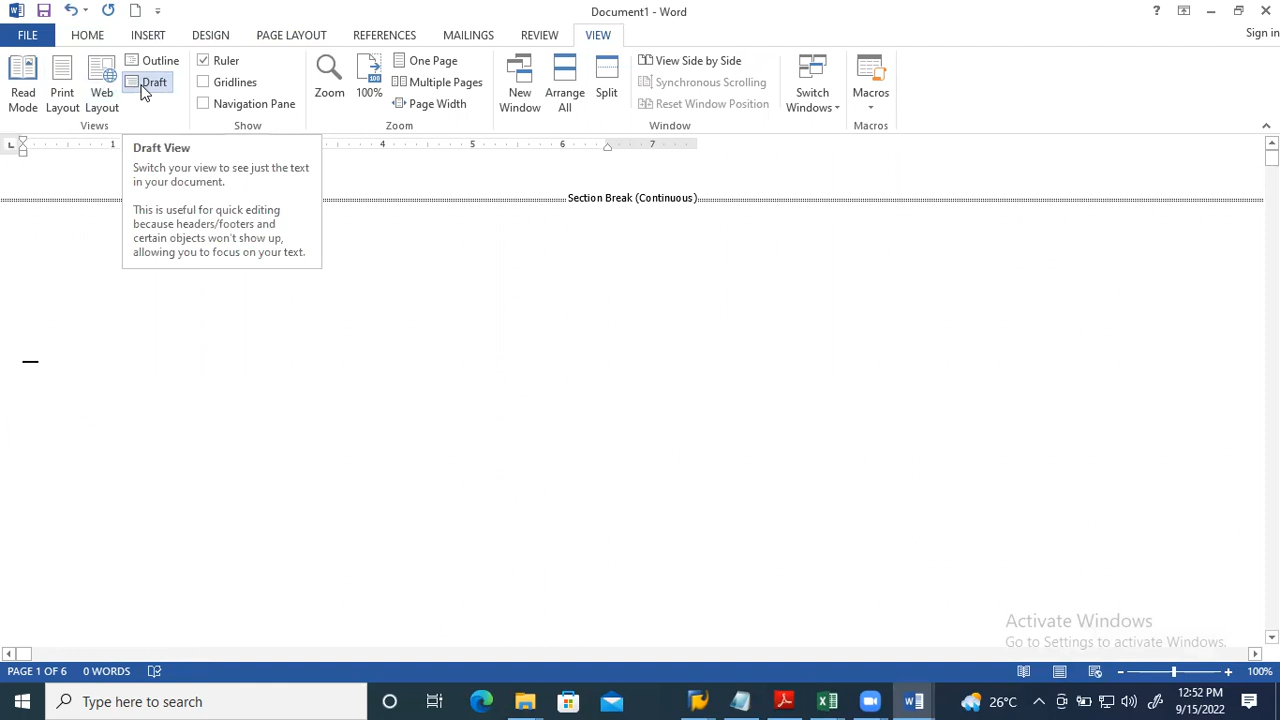 Document1 - Word
?
FILE HOME INSERT DESIGN PAGE LAYOUT REFERENCES MAILINGS REVIEW VIEW Sign in
Read Mode
Print Layout
Web Layout
Outline
Draft
Views
Ruler
Gridlines
Navigation Pane
Show
Zoom
100
100%
One Page
Multiple Pages
Page Width
Zoom
New Window
Arrange All
Split
View Side by Side
Synchronous Scrolling
Reset Window Position
Window
Switch Windows
Macros
Macros
1 4 5 6 7
Draft View
Switch your view to see just the text
in your document.
This is useful for quick editing
because headers/footers and
certain objects won't show up,
allowing you to focus on your text.
Section Break (Continuous)
Activate Windows
Go to Settings to activate Windows.
PAGE 1 OF 6 0 WORDS 100%
Type here to search
26°C
12:52 PM
9/15/2022